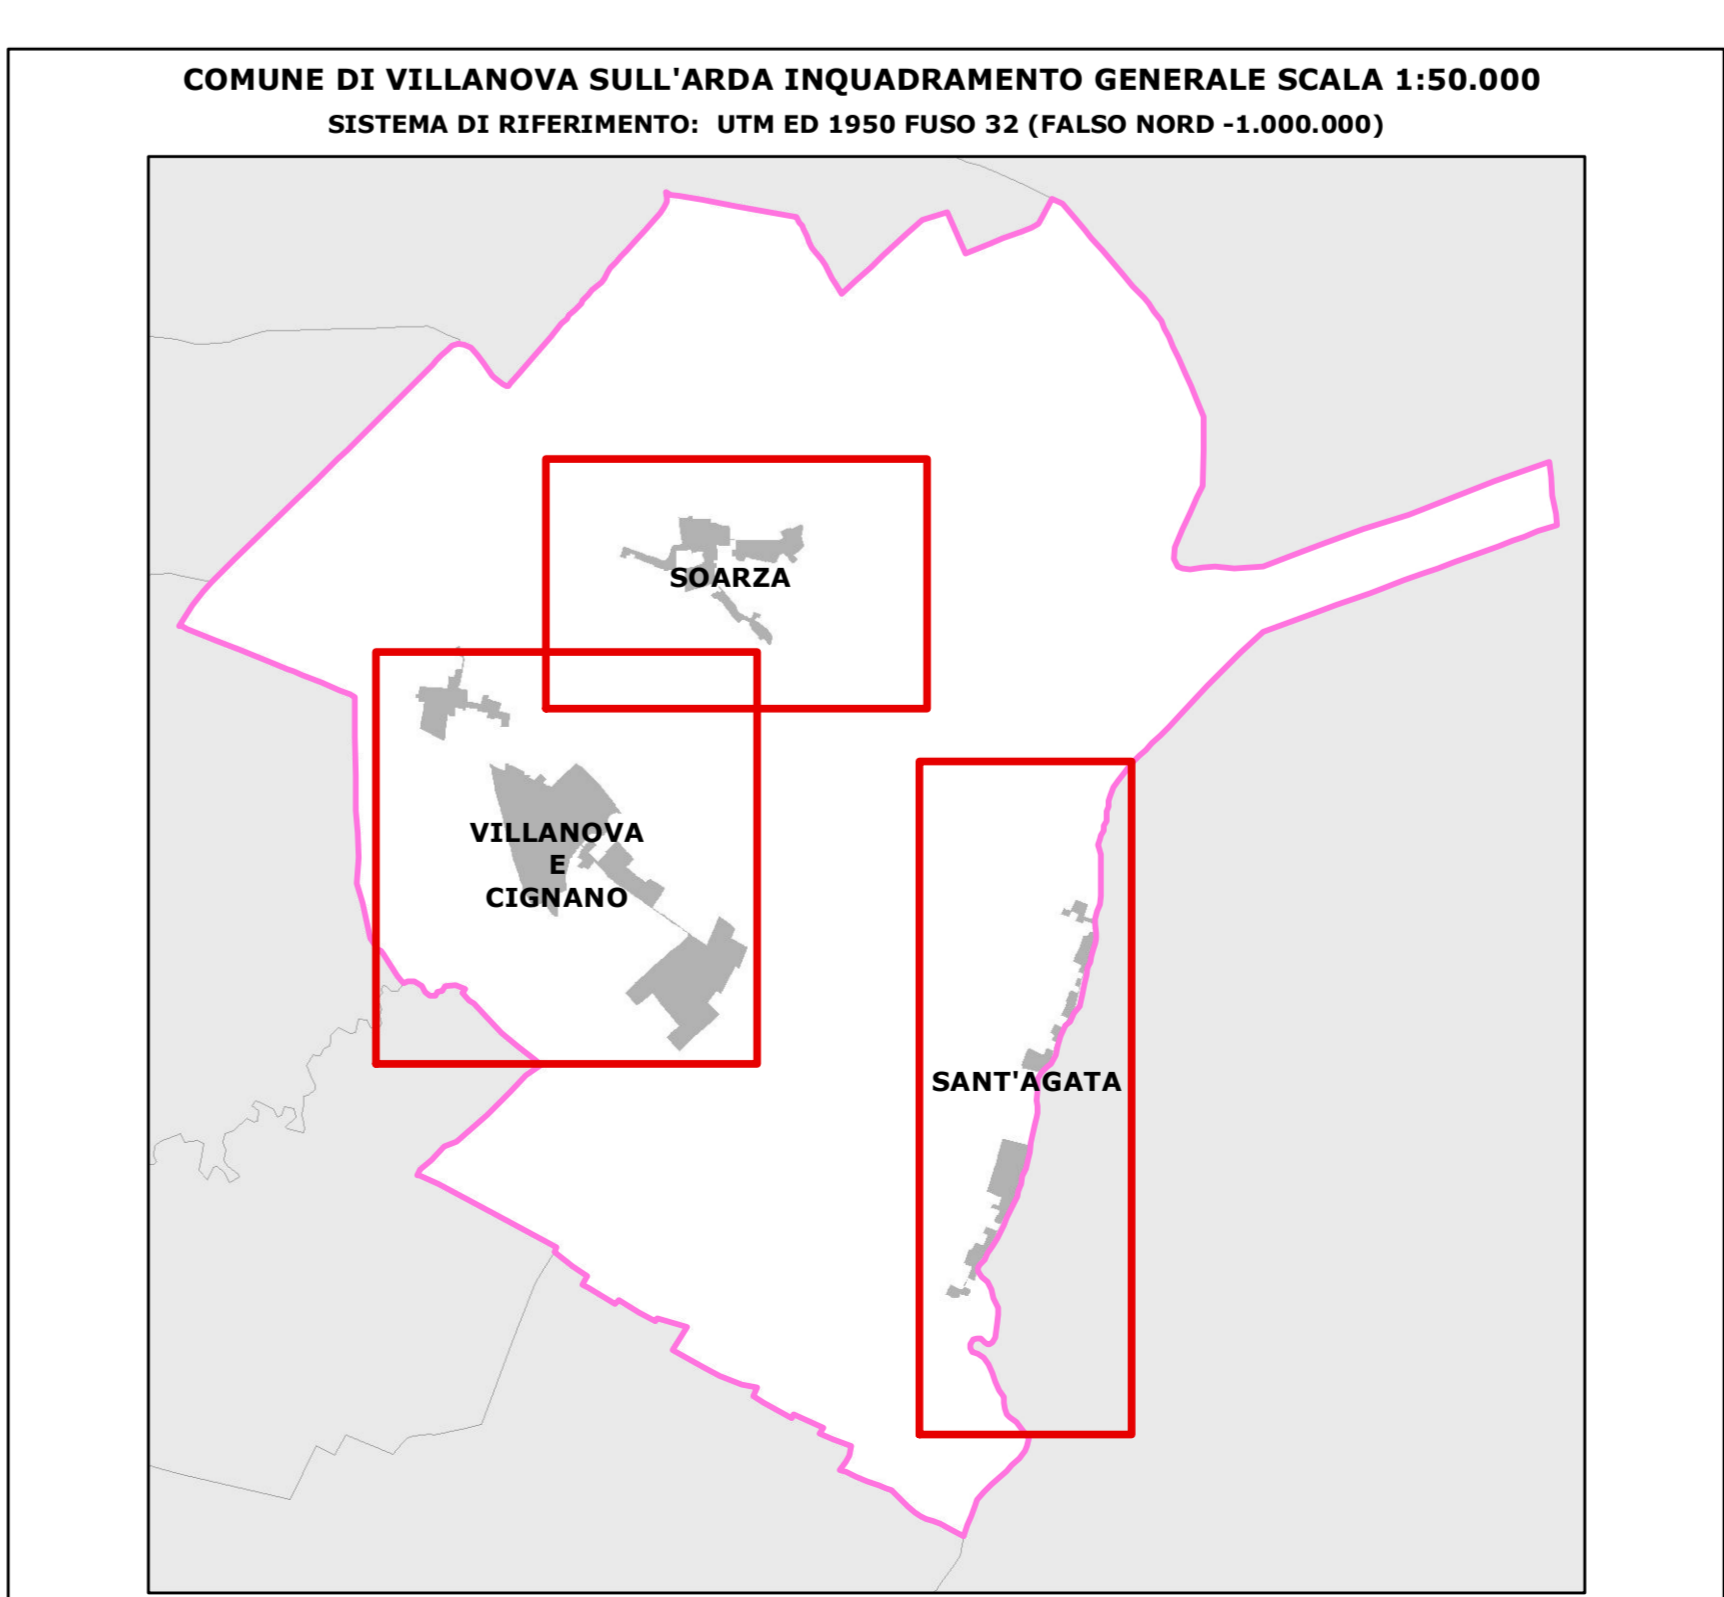 COMUNE DI VILLANOVA SULL'ARDA INQUADRAMENTO GENERALE SCALA 1:50.000
SISTEMA DI RIFERIMENTO: UTM ED 1950 FUSO 32 (FALSO NORD -1.000.000)
SOARZA
VILLANOVA
E
CIGNANO
SANT'AGATA